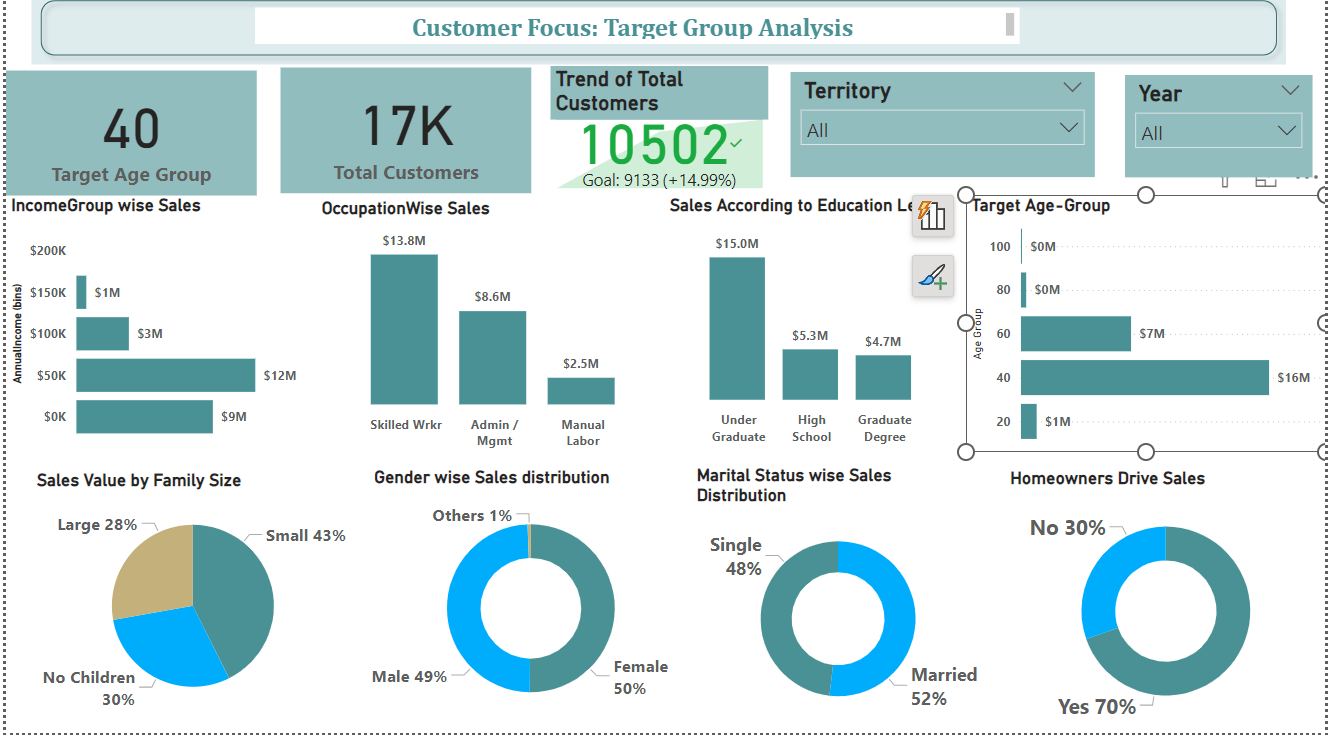 Customer Focus: Target Group Analysis
40
Target Age Group
17K
Total Customers
Trend of Total
Customers
10502
Goal: 9133 (+14.99%)
Territory
All
Year
All
IncomeGroup wise Sales
AnnualIncome (bins)
$200K
$150K
$1M
$100K
$3M
$50K
$12M
$0K
$9M
OccupationWise Sales
$13.8M
$8.6M
$2.5M
Skilled Wrkr
Admin /
Mgmt
Manual
Labor
Sales According to Education Le
$15.0M
$5.3M
$4.7M
Under
Graduate
High
School
Graduate
Degree
Target Age-Group
Age Group
100
$0M
80
$0M
60
$7M
40
$16M
20
$1M
Sales Value by Family Size
Large 28%
Small 43%
No Children
30%
Gender wise Sales distribution
Others 1%
Male 49%
Female
50%
Marital Status wise Sales
Distribution
Single
48%
Married
52%
Homeowners Drive Sales
No 30%
Yes 70%